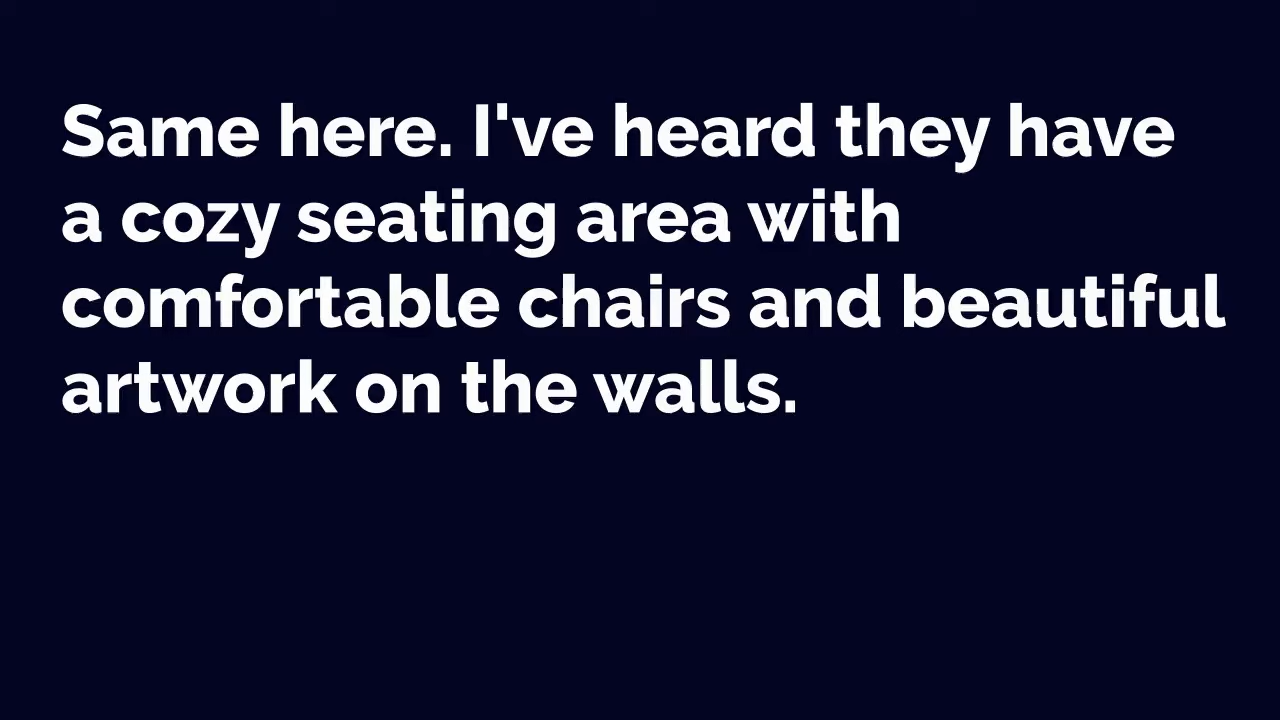 Same here. I've heard they have
a cozy seating area with
comfortable chairs and beautiful
artwork on the walls.